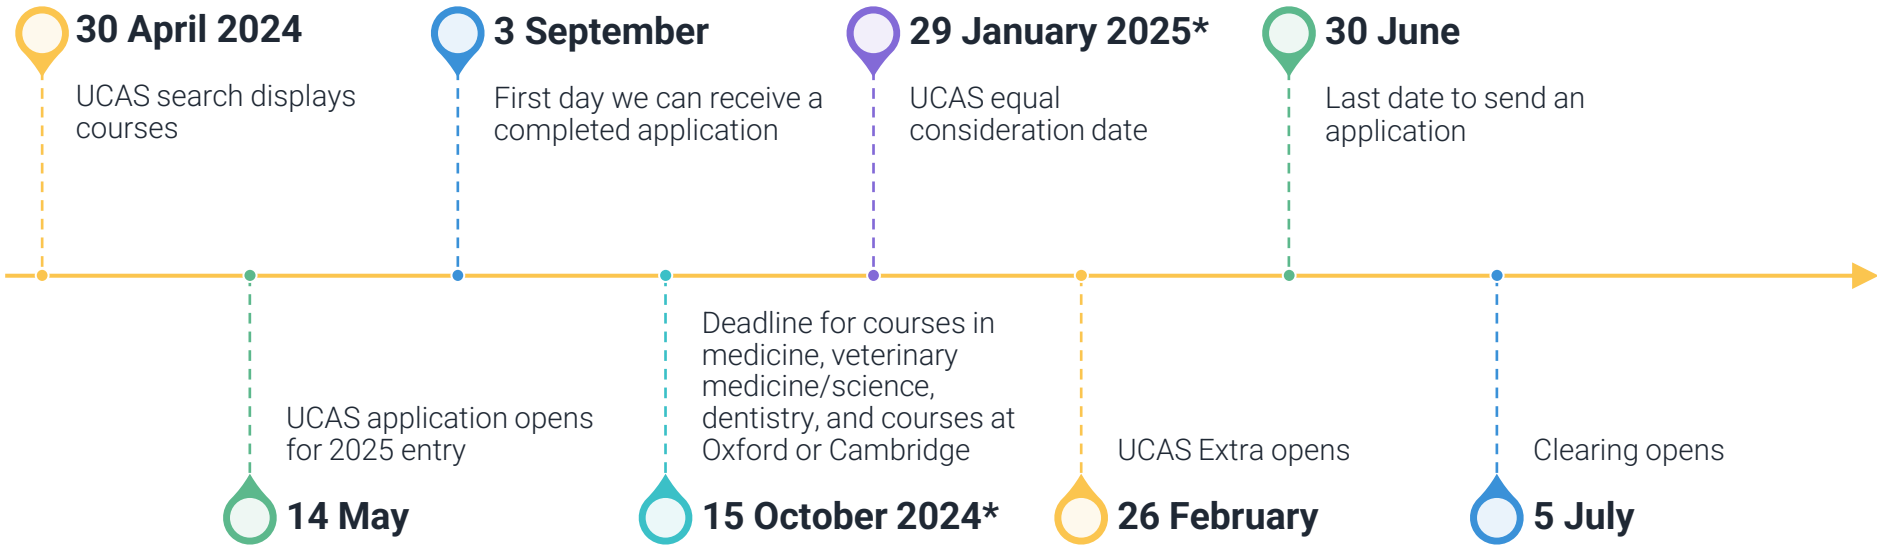 30 April 2024
UCAS search displays
courses
14 May
UCAS application opens
for 2025 entry
3 September
First day we can receive a
completed application
15 October 2024*
Deadline for courses in
medicine, veterinary
medicine/science,
dentistry, and courses at
Oxford or Cambridge
29 January 2025*
UCAS equal
consideration date
26 February
UCAS Extra opens
30 June
Last date to send an
application
5 July
Clearing opens